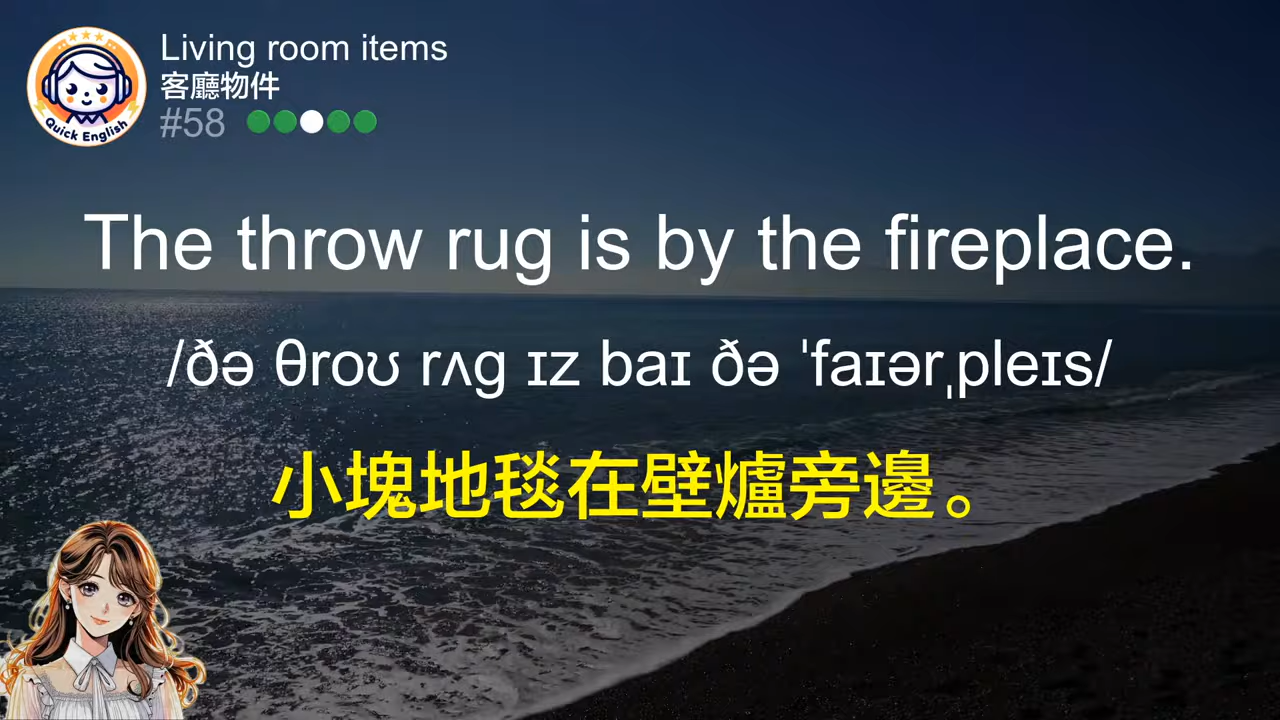 Quick English
Living room items
客廳物件
#58
The throw rug is by the fireplace.
/ðə θroʊ rʌg ɪz baɪ ðə ˈfaɪərˌpleɪs/
小塊地毯在壁爐旁邊。